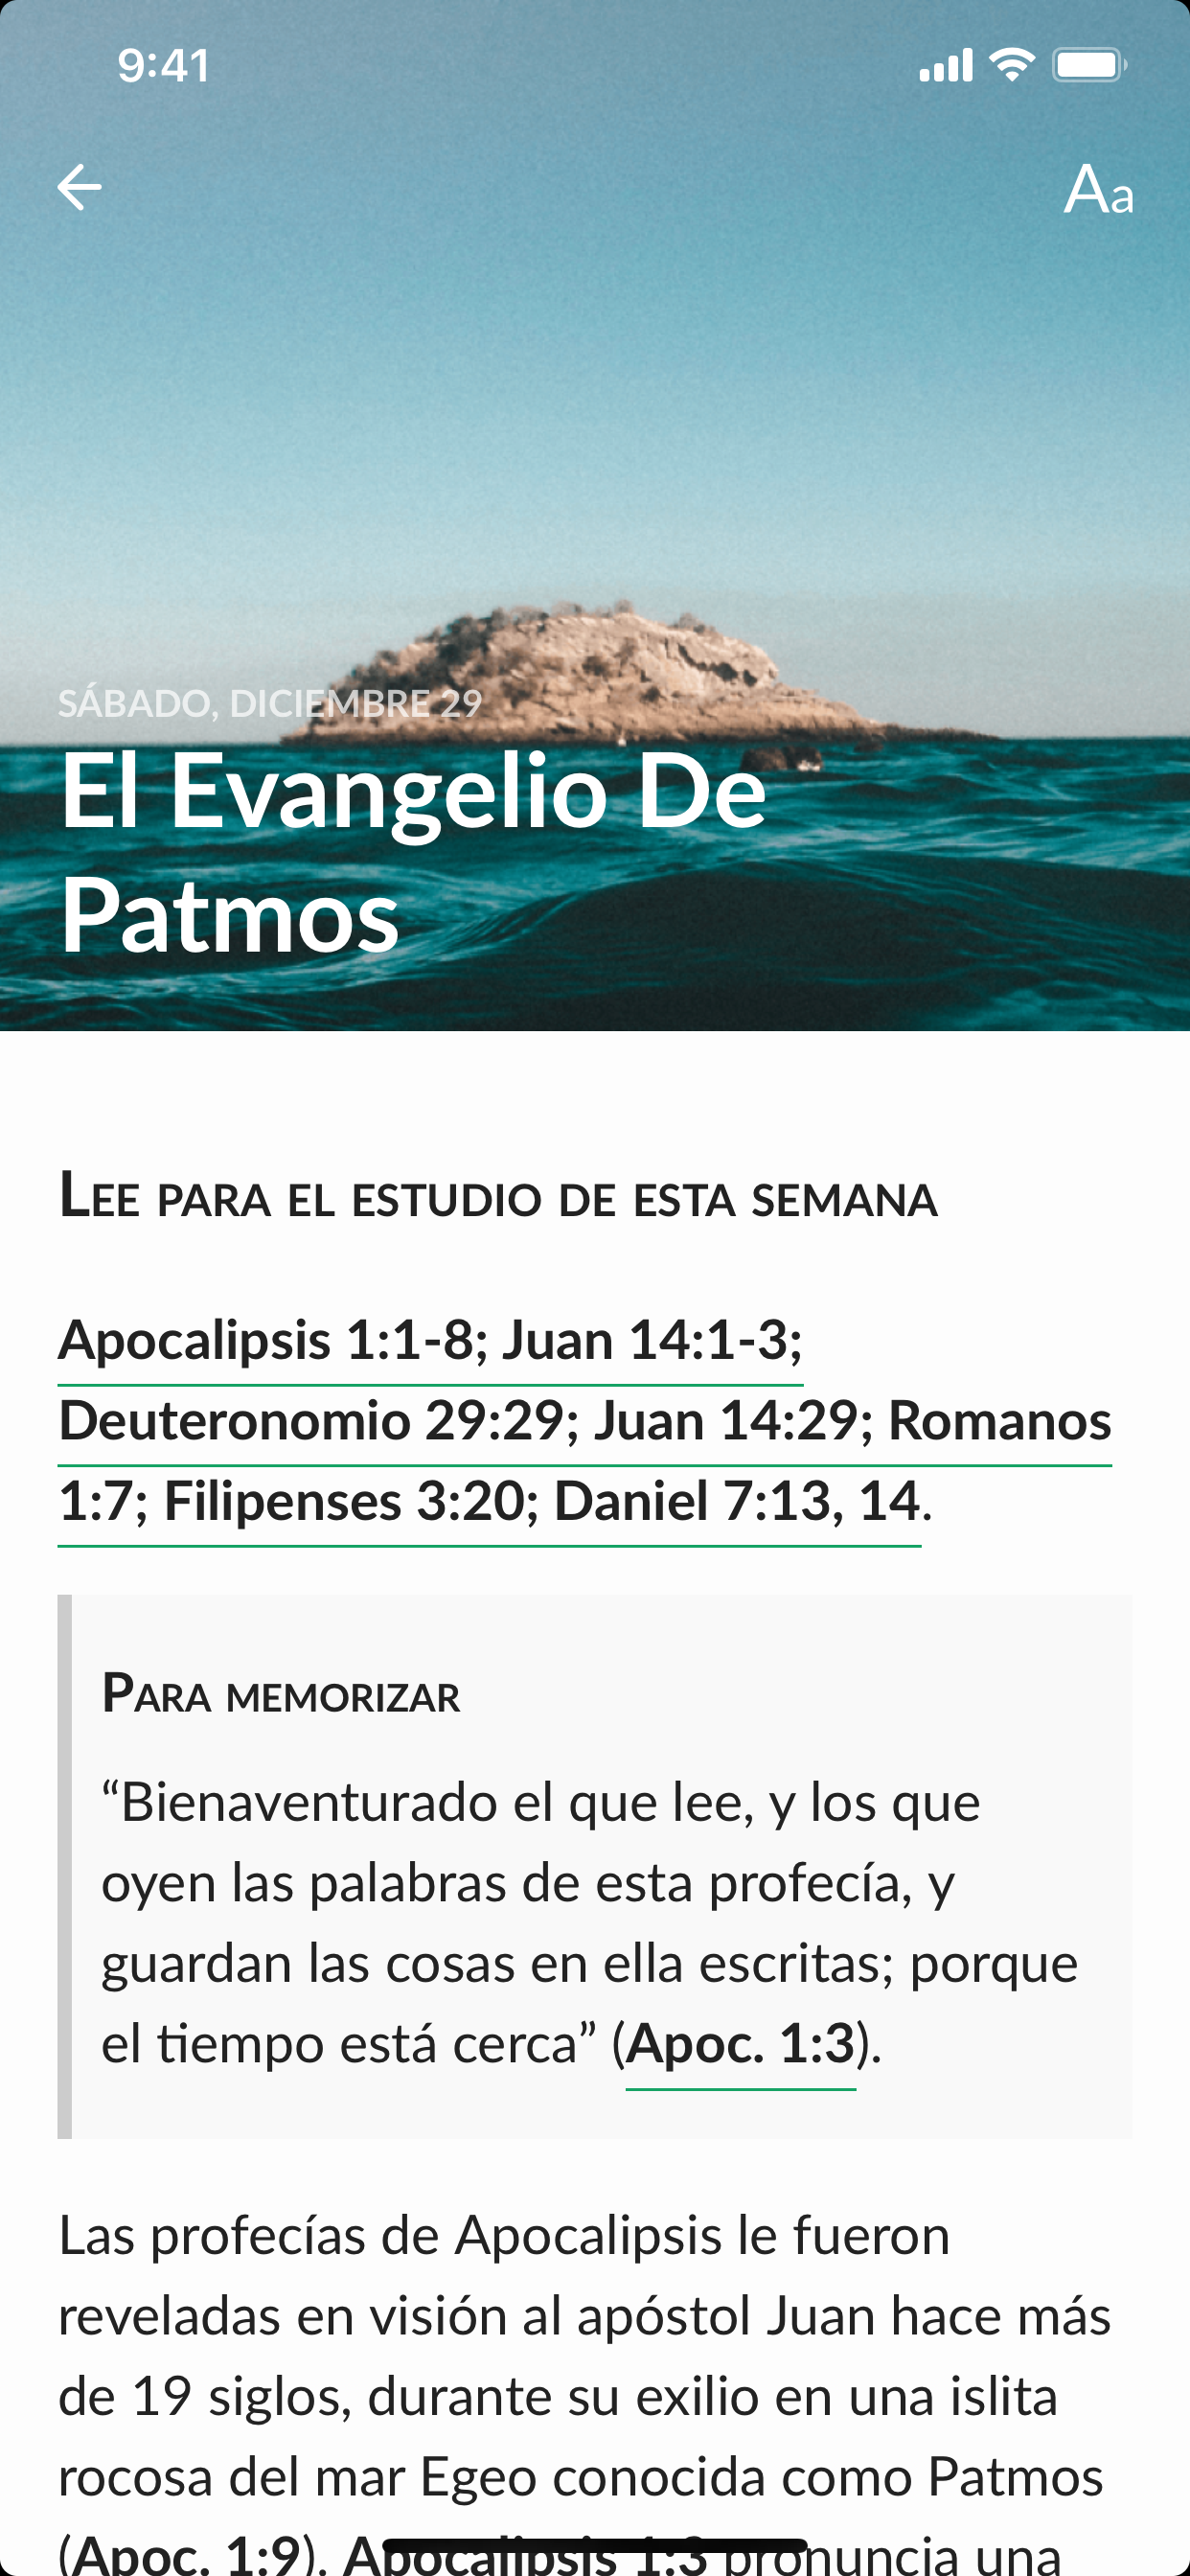 9:41
Aa
SÁBADO, DICIEMBRE 29
El Evangelio De
Patmos
Lee para el estudio de esta semana
Apocalipsis 1:1-8; Juan 14:1-3;
Deuteronomio 29:29; Juan 14:29; Romanos
1:7; Filipenses 3:20; Daniel 7:13, 14.
Para memorizar
“Bienaventurado el que lee, y los que
oyen las palabras de esta profecía, y
guardan las cosas en ella escritas; porque
el tiempo está cerca” (Apoc. 1:3).
Las profecías de Apocalipsis le fueron
reveladas en visión al apóstol Juan hace más
de 19 siglos, durante su exilio en una islita
rocosa del mar Egeo conocida como Patmos
(Apoc. 1:9). Apocalipsis 1:3 pronuncia una